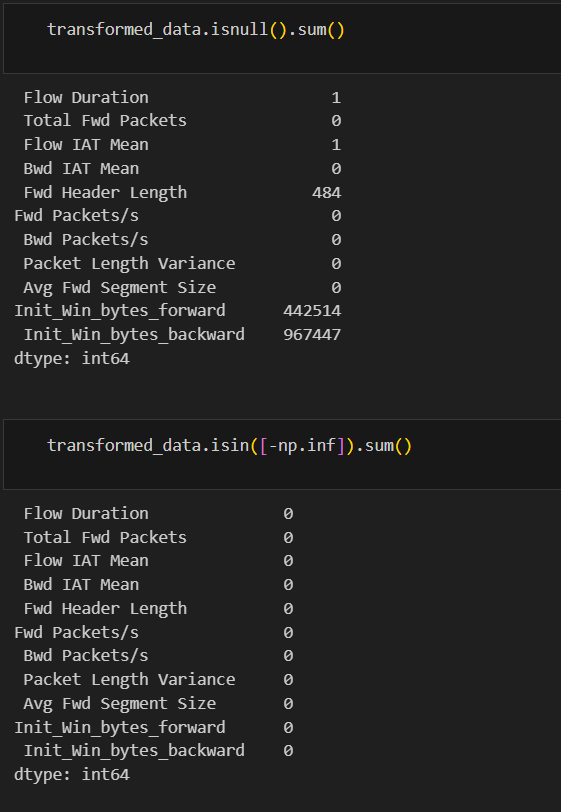 transformed_data.isnull().sum()
Flow Duration 1
Total Fwd Packets 0
Flow IAT Mean 1
Bwd IAT Mean 0
Fwd Header Length 484
Fwd Packets/s 0
Bwd Packets/s 0
Packet Length Variance 0
Avg Fwd Segment Size 0
Init_Win_bytes_forward 442514
Init_Win_bytes_backward 967447
dtype: int64
transformed_data.isin([-np.inf]).sum()
Flow Duration 0
Total Fwd Packets 0
Flow IAT Mean 0
Bwd IAT Mean 0
Fwd Header Length 0
Fwd Packets/s 0
Bwd Packets/s 0
Packet Length Variance 0
Avg Fwd Segment Size 0
Init_Win_bytes_forward 0
Init_Win_bytes_backward 0
dtype: int64